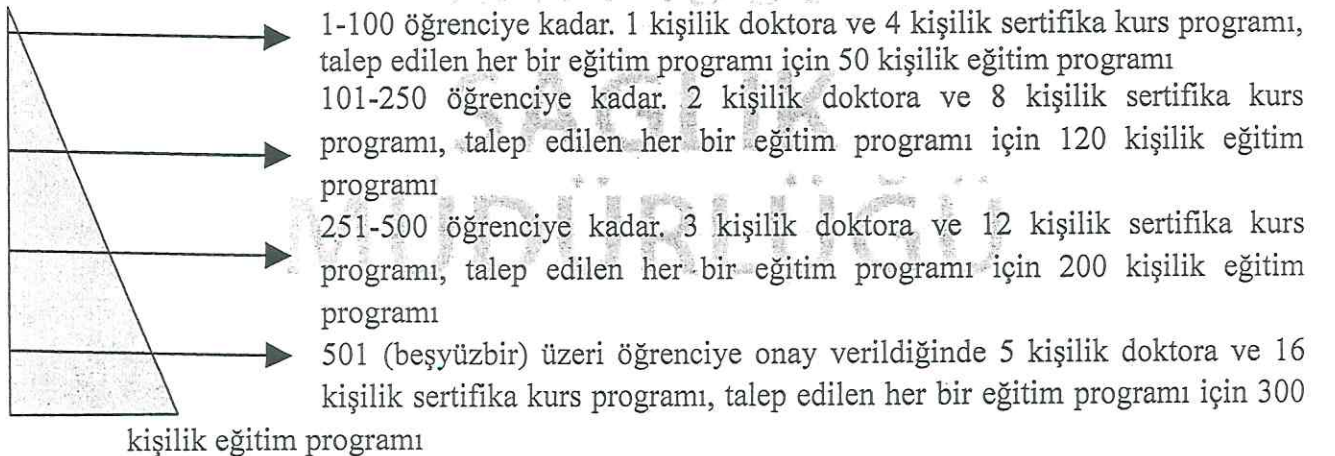 1-100 öğrenciye kadar. 1 kişilik doktora ve 4 kişilik sertifika kurs programı,
talep edilen her bir eğitim programı için 50 kişilik eğitim programı
101-250 öğrenciye kadar. 2 kişilik doktora ve 8 kişilik sertifika kurs
programı, talep edilen her bir eğitim programı için 120 kişilik eğitim
programı
251-500 öğrenciye kadar. 3 kişilik doktora ve 12 kişilik sertifika kurs
programı, talep edilen her bir eğitim programı için 200 kişilik eğitim
programı
501 (beşyüzbir) üzeri öğrenciye onay verildiğinde 5 kişilik doktora ve 16
kişilik sertifika kurs programı, talep edilen her bir eğitim programı için 300
kişilik eğitim programı
SAĞLIK
MÜDÜRLÜĞÜ